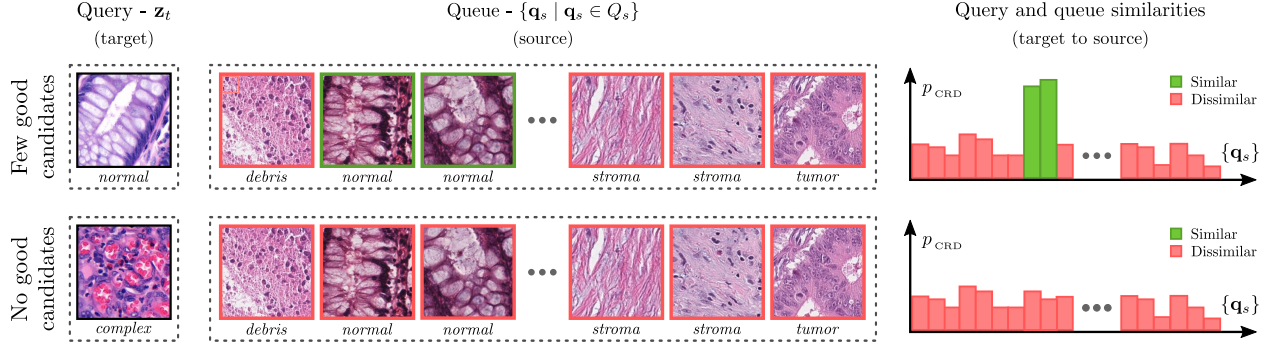 Query - z_t
(target)
Queue - {q_s | q_s ∈ Q_s}
(source)
Query and queue similarities
(target to source)
Few good
candidates
normal
debris
normal
normal
stroma
stroma
tumor
p_CRD
Similar
Dissimilar
{q_s}
No good
candidates
complex
debris
normal
normal
stroma
stroma
tumor
p_CRD
Similar
Dissimilar
{q_s}